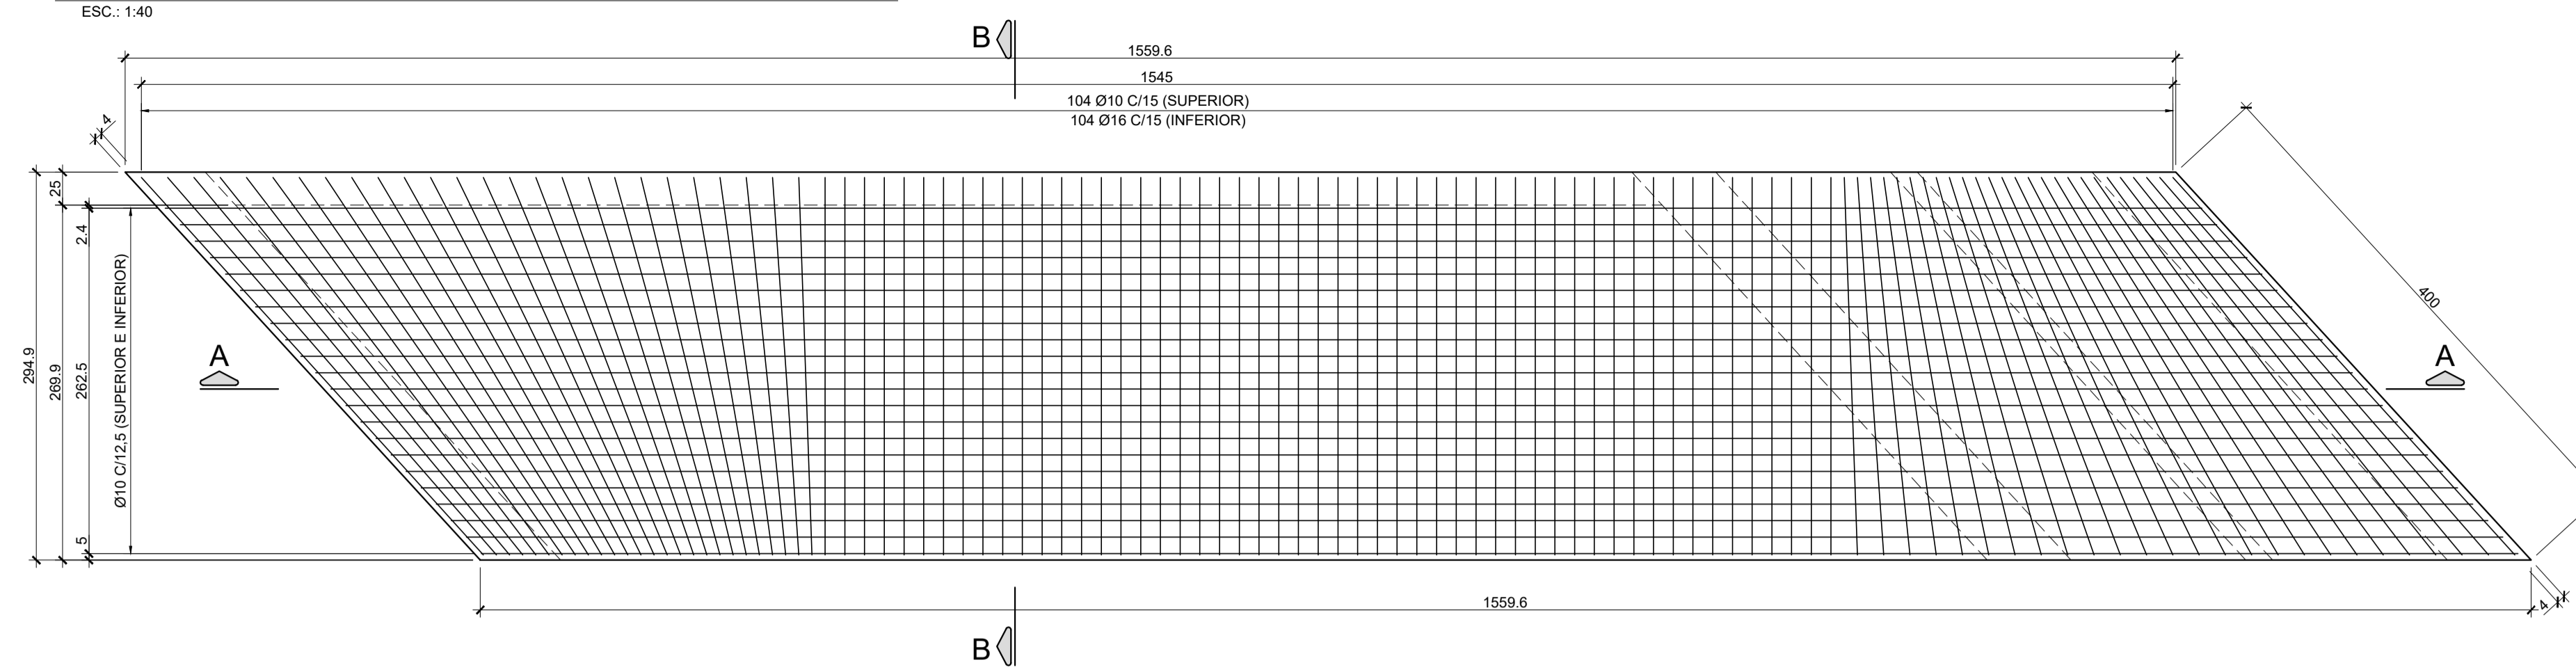 ESC.: 1:40
B
1559.6
1545
104 Ø10 C/15 (SUPERIOR)
104 Ø16 C/15 (INFERIOR)
4
25
2.4
294.9
269.9
262.5
Ø10 C/12,5 (SUPERIOR E INFERIOR)
5
A
A
400
1559.6
4
B